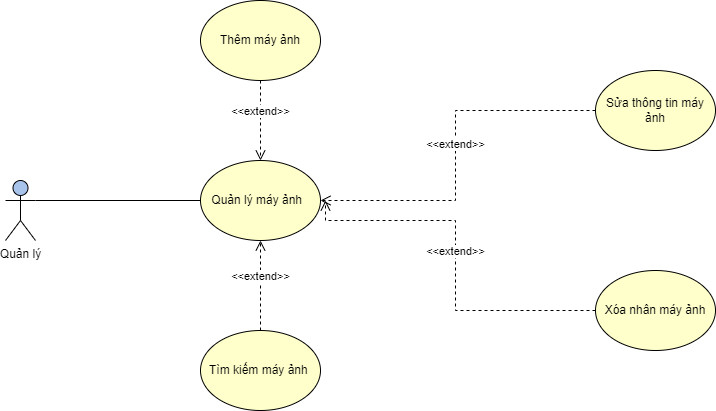 Thêm máy ảnh
<<extend>>
Sửa thông tin máy
ảnh
<<extend>>
Quản lý máy ảnh
Quản lý
<<extend>>
<<extend>>
Xóa nhân máy ảnh
Tìm kiếm máy ảnh